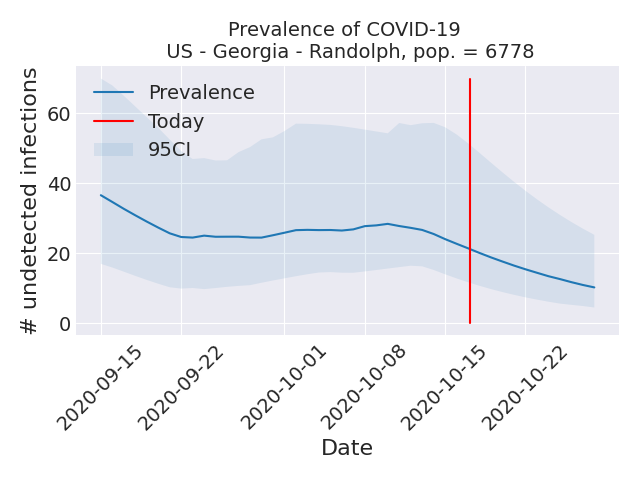 Prevalence of COVID-19
US - Georgia - Randolph, pop. = 6778
# undetected infections
60
40
20
0
Prevalence
Today
95CI
2020-09-15
2020-09-22
2020-10-01
2020-10-08
2020-10-15
2020-10-22
Date